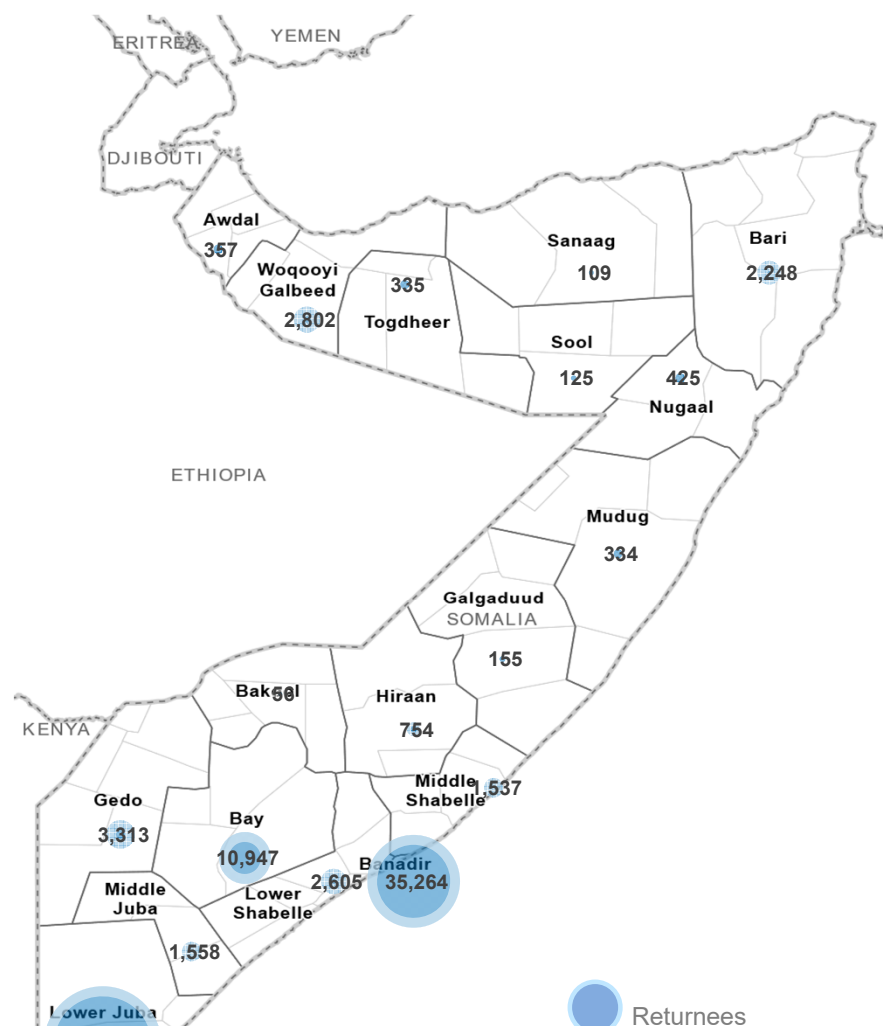 YEMEN
ERITREA
DJIBOUTI
Awdal
357
Woqooyi
Galbeed
2,802
335
Togdheer
Sanaag
109
Bari
2,248
Sool
125
425
Nugaal
ETHIOPIA
Mudug
334
Galgaduud
SOMALIA
155
Bakool
56
Hiraan
754
KENYA
Middle
Shabelle
1,537
Gedo
3,313
Bay
10,947
Banadir
35,264
2,605
Lower
Shabelle
Middle
Juba
1,558
Lower Juba
Returnees